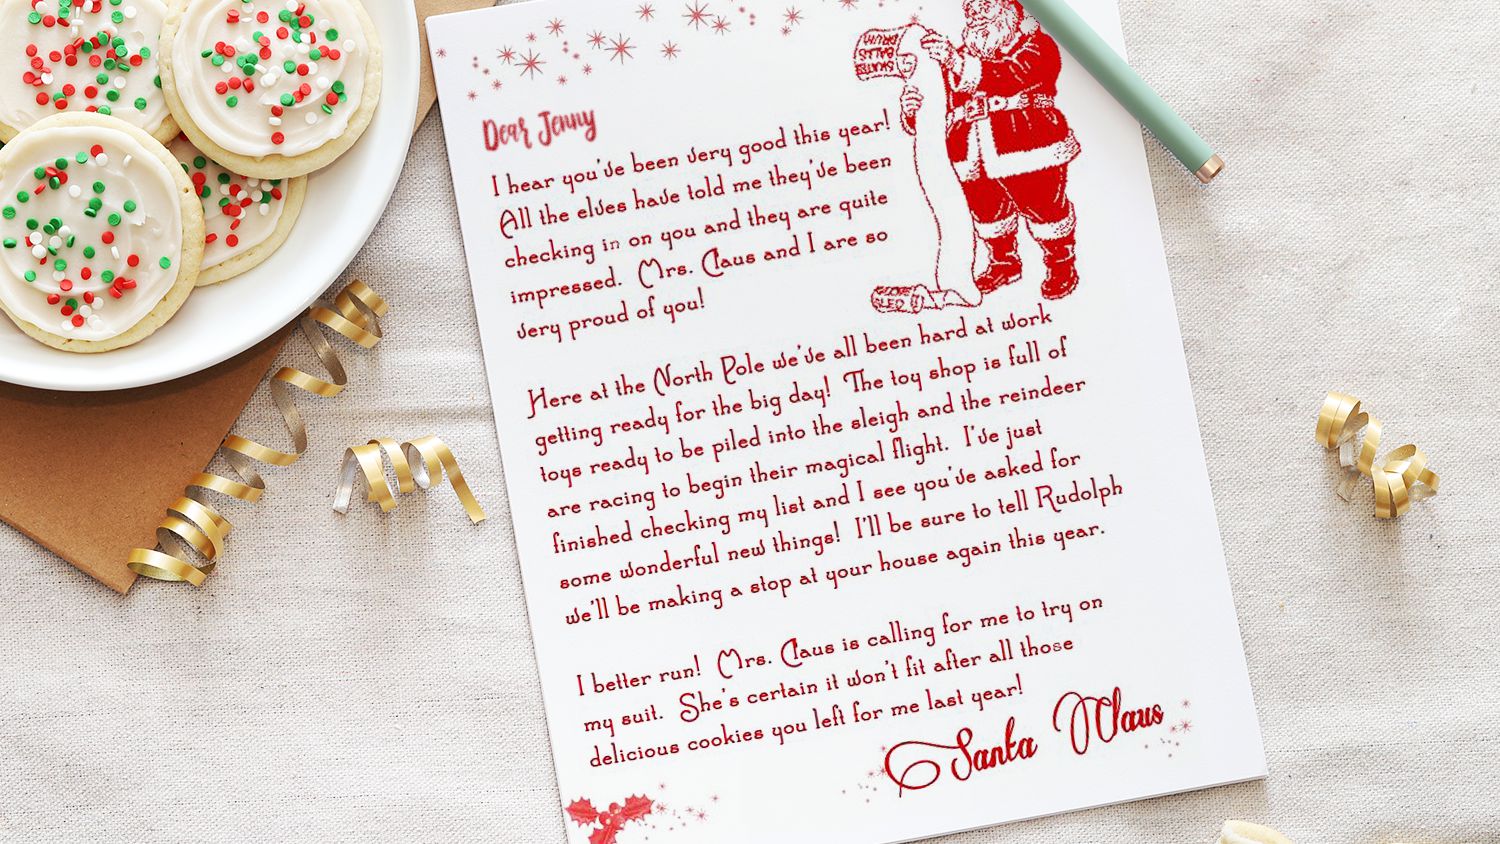 SKATES
BALLS
DRUM
Dear Jenny
I hear you've been very good this year!
All the elves have told me they've been
checking in on you and they are quite
impressed. Mrs. Claus and I are so
very proud of you!
GLOVE
SLED
Here at the North Pole we've all been hard at work
getting ready for the big day! The toy shop is full of
toys ready to be piled into the sleigh and the reindeer
are racing to begin their magical flight. I've just
finished checking my list and I see you've asked for
some wonderful new things! I'll be sure to tell Rudolph
we'll be making a stop at your house again this year.
I better run! Mrs. Claus is calling for me to try on
my suit. She's certain it won't fit after all those
delicious cookies you left for me last year!
Santa Claus